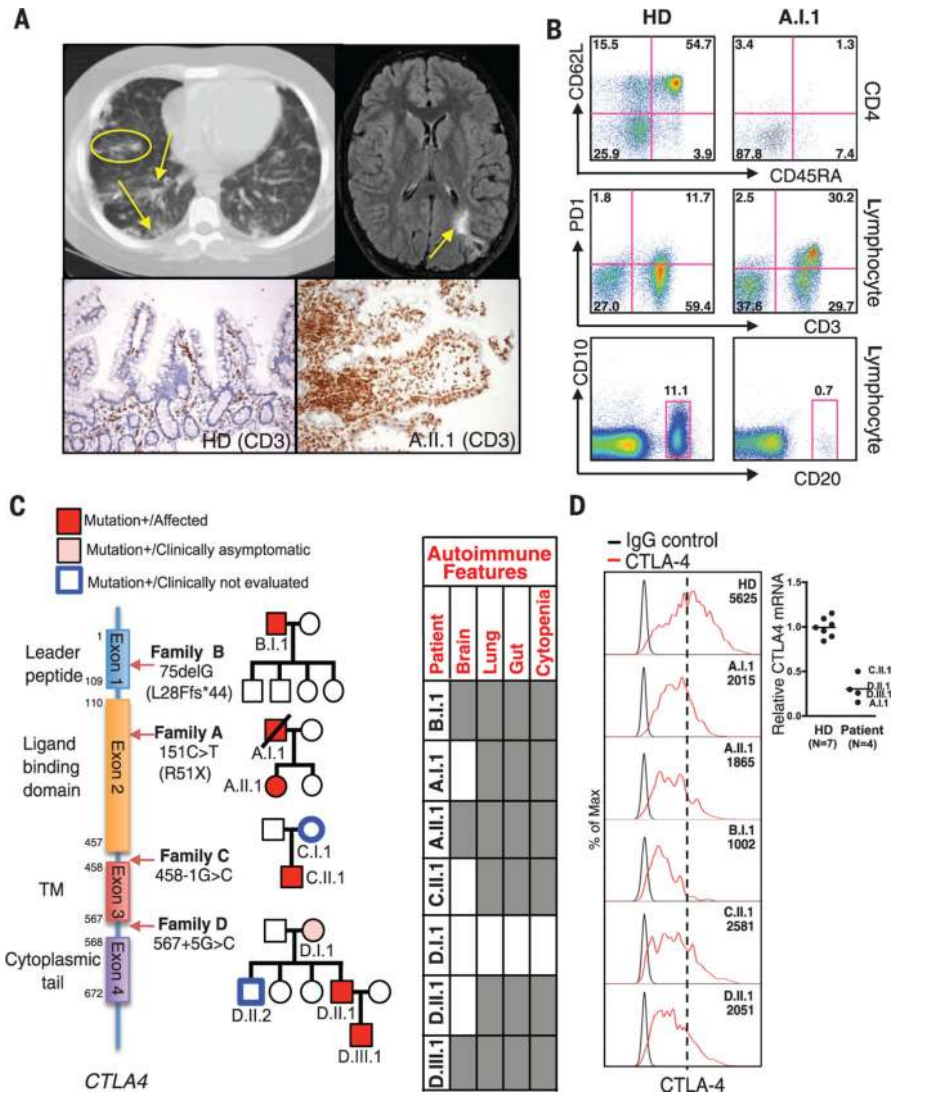 A
HD (CD3)
A.II.1 (CD3)
B
HD
A.I.1
CD62L
15.5
54.7
25.9
3.9
3.4
1.3
87.8
7.4
CD4
CD45RA
PD1
1.8
11.7
27.0
59.4
2.5
30.2
37.6
29.7
Lymphocyte
CD3
CD10
11.1
0.7
Lymphocyte
CD20
C
Mutation+/Affected
Mutation+/Clinically asymptomatic
Mutation+/Clinically not evaluated
Leader
peptide
1
Exon 1
109
Family B
75delG
(L28Ffs*44)
B.I.1
Ligand
binding
domain
110
Exon 2
457
Family A
151C>T
(R51X)
A.I.1
A.II.1
TM
458
Exon 3
567
Family C
458-1G>C
C.I.1
C.II.1
Cytoplasmic
tail
568
Exon 4
672
Family D
567+5G>C
D.I.1
D.II.2
D.II.1
D.III.1
CTLA4
Autoimmune
Features
Patient
Brain
Lung
Gut
Cytopenia
B.I.1
A.I.1
A.II.1
C.II.1
D.I.1
D.II.1
D.III.1
D
IgG control
CTLA-4
% of Max
HD
5625
A.I.1
2015
A.II.1
1865
B.I.1
1002
C.II.1
2581
D.II.1
2051
CTLA-4
Relative CTLA4 mRNA
1.5
1.0
0.5
0.0
C.II.1
D.II.1
D.III.1
A.I.1
HD
(N=7)
Patient
(N=4)